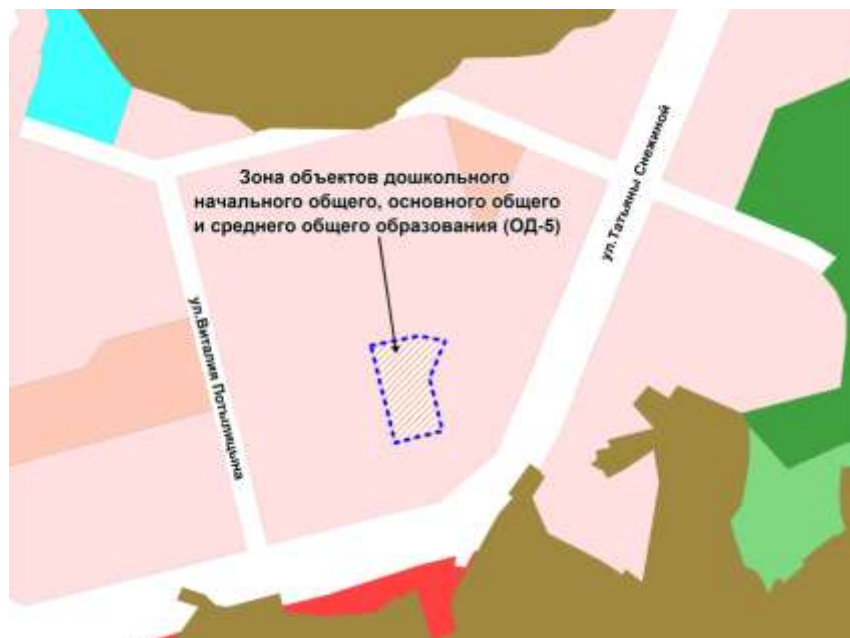 Зона объектов дошкольного
начального общего, основного общего
и среднего общего образования (ОД-5)
ул.Татьяны Снежиной
ул.Виталия Потылицына